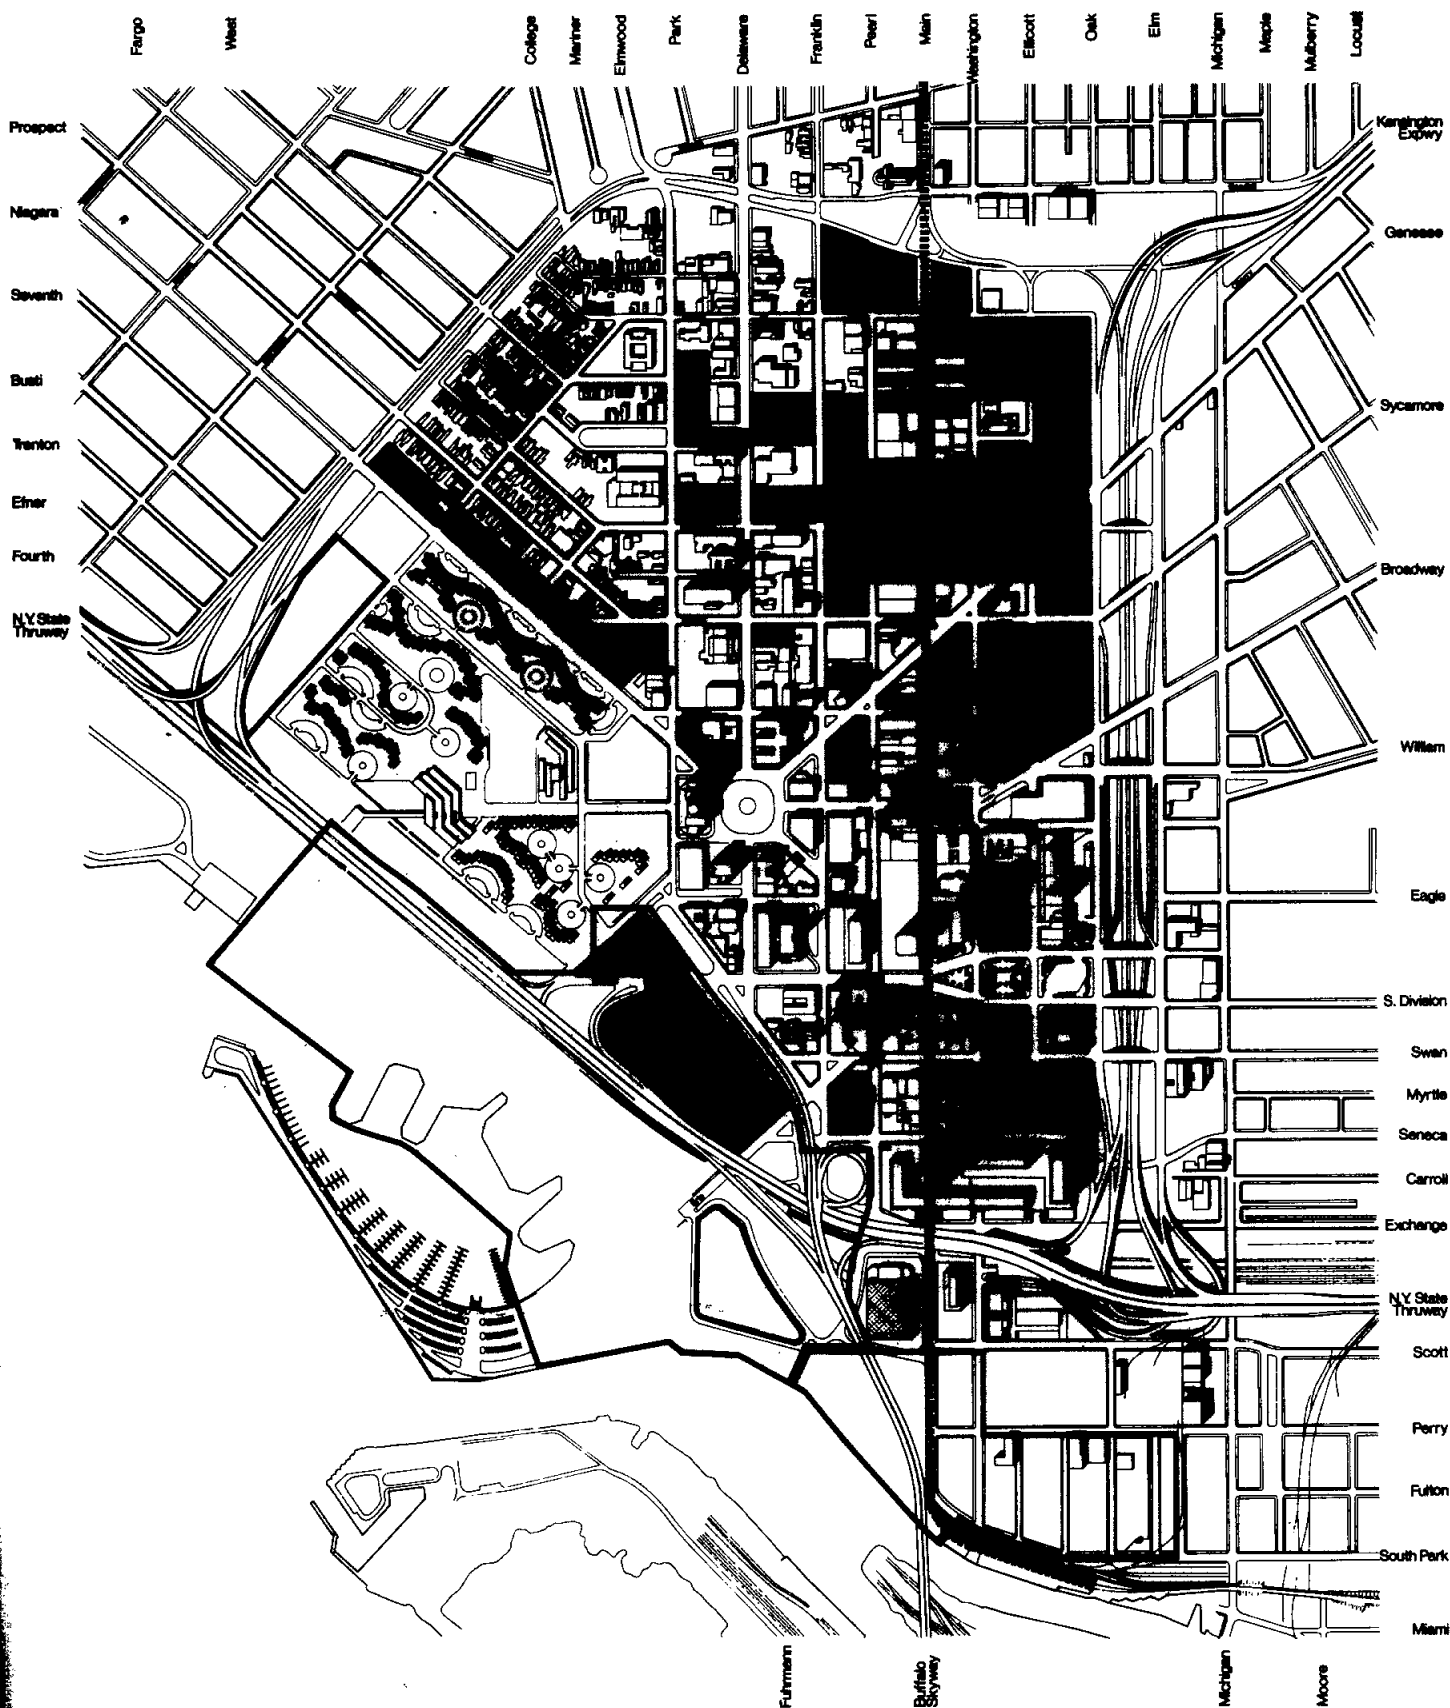 Fargo
West
College
Mariner
Elmwood
Park
Delaware
Franklin
Pearl
Main
Washington
Ellicott
Oak
Elm
Michigan
Maple
Mulberry
Locust
Prospect
Niagara
Seventh
Busti
Trenton
Efner
Fourth
N.Y. State
Thruway
Kensington
Expwy
Genesee
Sycamore
Broadway
William
Eagle
S. Division
Swan
Myrtle
Seneca
Carroll
Exchange
N.Y. State
Thruway
Scott
Perry
Fulton
South Park
Miami
Fuhrmann
Buffalo
Skyway
Michigan
Moore